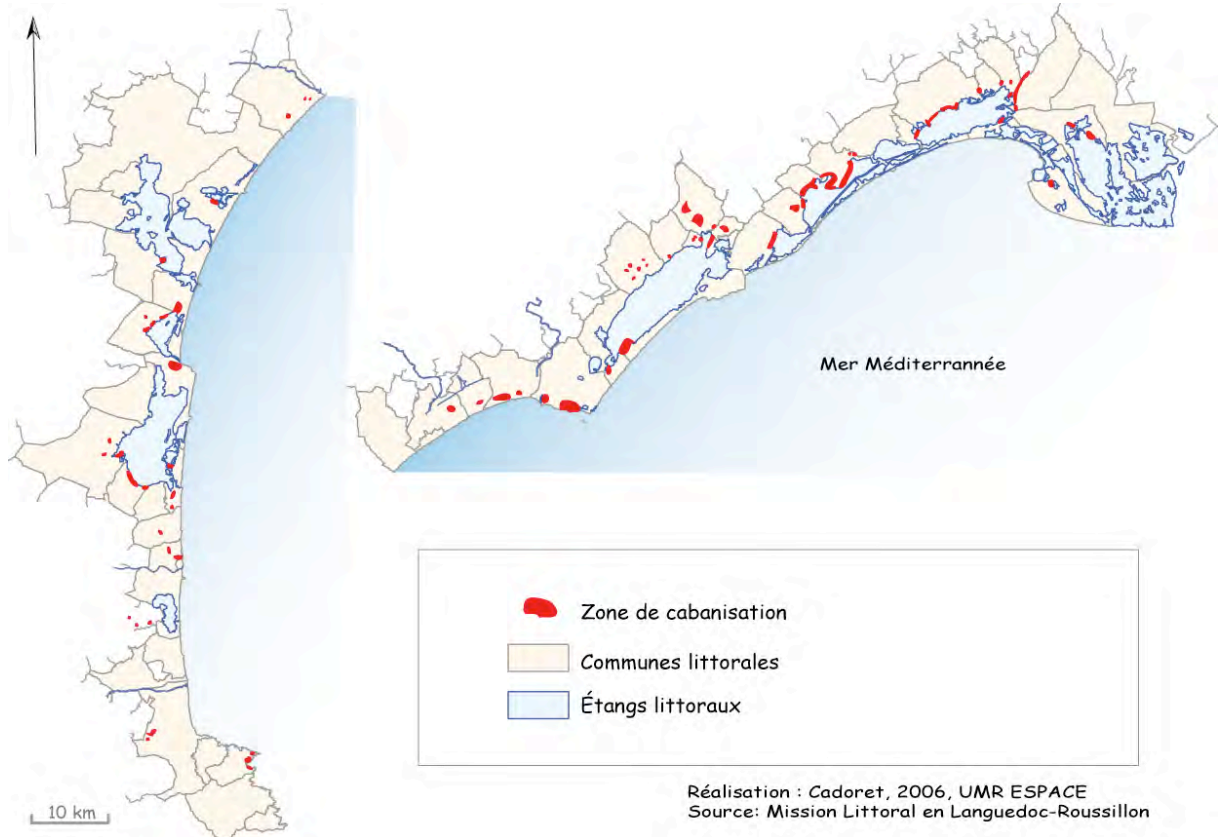 Mer Méditerrannée
Zone de cabanisation
Communes littorales
Étangs littoraux
10 km
Réalisation : Cadoret, 2006, UMR ESPACE
Source: Mission Littoral en Languedoc-Roussillon